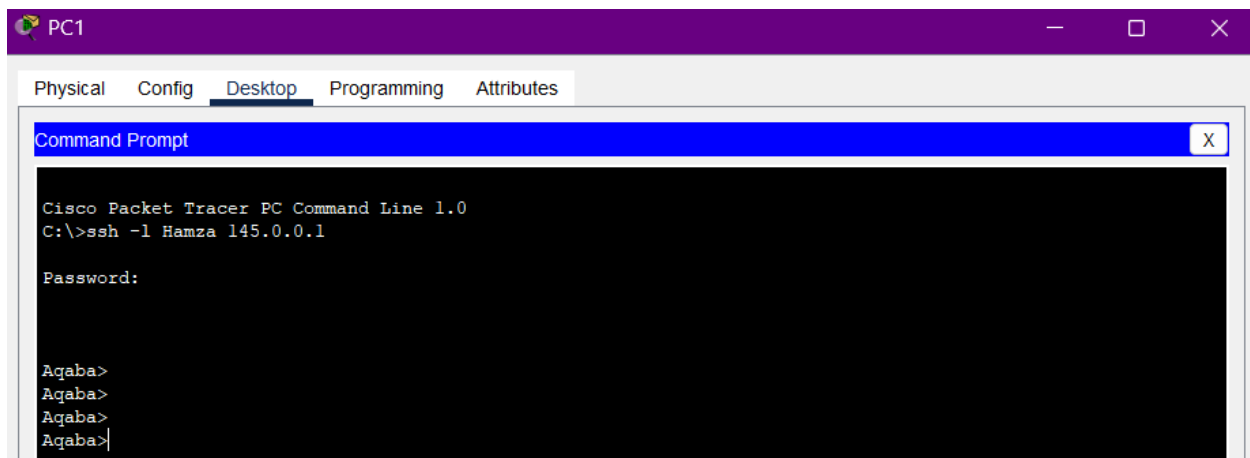 PC1
Physical Config Desktop Programming Attributes
Command Prompt X
Cisco Packet Tracer PC Command Line 1.0
C:\>ssh -l Hamza 145.0.0.1
Password:
Aqaba>
Aqaba>
Aqaba>
Aqaba>